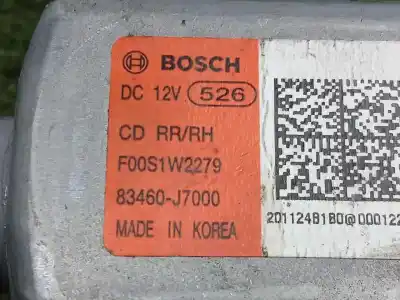 BOSCH
DC 12V 526
CD RR/RH
F00S1W2279
83460-J7000
MADE IN KOREA
201124B1B0@000122